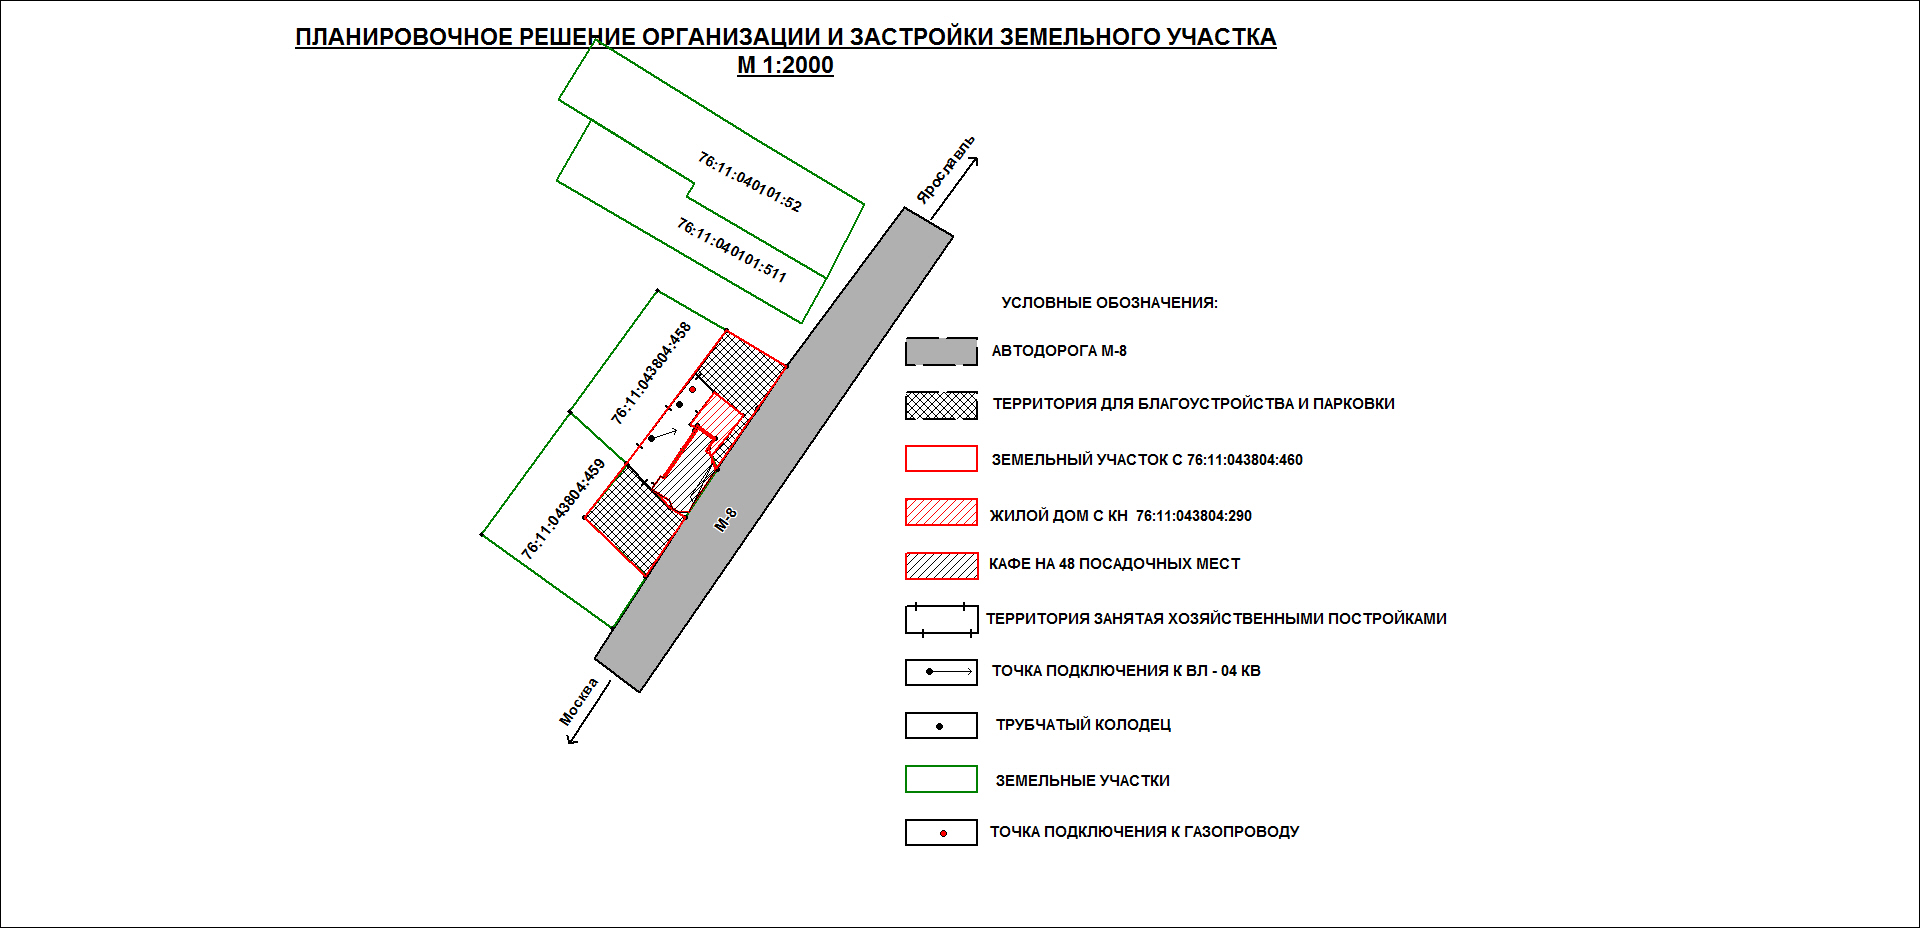 ПЛАНИРОВОЧНОЕ РЕШЕНИЕ ОРГАНИЗАЦИИ И ЗАСТРОЙКИ ЗЕМЕЛЬНОГО УЧАСТКА
М 1:2000
76:11:040101:52
76:11:040101:511
Ярославль
76:11:043804:458
76:11:043804:459
М-8
Москва
УСЛОВНЫЕ ОБОЗНАЧЕНИЯ:
АВТОДОРОГА М-8
ТЕРРИТОРИЯ ДЛЯ БЛАГОУСТРОЙСТВА И ПАРКОВКИ
ЗЕМЕЛЬНЫЙ УЧАСТОК С 76:11:043804:460
ЖИЛОЙ ДОМ С КН 76:11:043804:290
КАФЕ НА 48 ПОСАДОЧНЫХ МЕСТ
ТЕРРИТОРИЯ ЗАНЯТАЯ ХОЗЯЙСТВЕННЫМИ ПОСТРОЙКАМИ
ТОЧКА ПОДКЛЮЧЕНИЯ К ВЛ - 04 КВ
ТРУБЧАТЫЙ КОЛОДЕЦ
ЗЕМЕЛЬНЫЕ УЧАСТКИ
ТОЧКА ПОДКЛЮЧЕНИЯ К ГАЗОПРОВОДУ